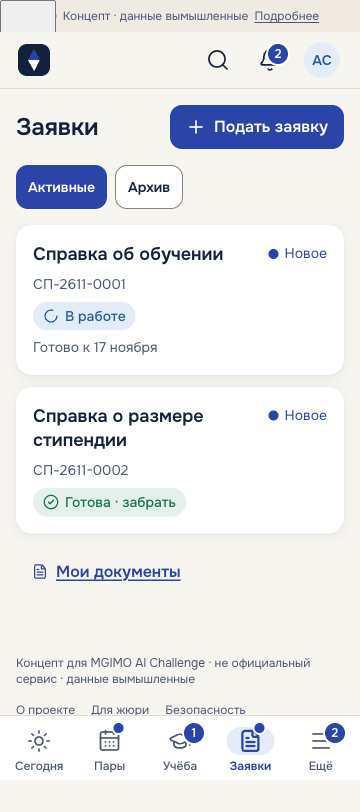 Концепт · данные вымышленные Подробнее
2
АС
Заявки
Подать заявку
Активные
Архив
Справка об обучении
Новое
СП-2611-0001
В работе
Готово к 17 ноября
Справка о размере
стипендии
Новое
СП-2611-0002
Готова · забрать
Мои документы
Концепт для MGIMO AI Challenge · не официальный
сервис · данные вымышленные
О проекте Для жюри Безопасность
1
2
Сегодня Пары Учёба Заявки Ещё